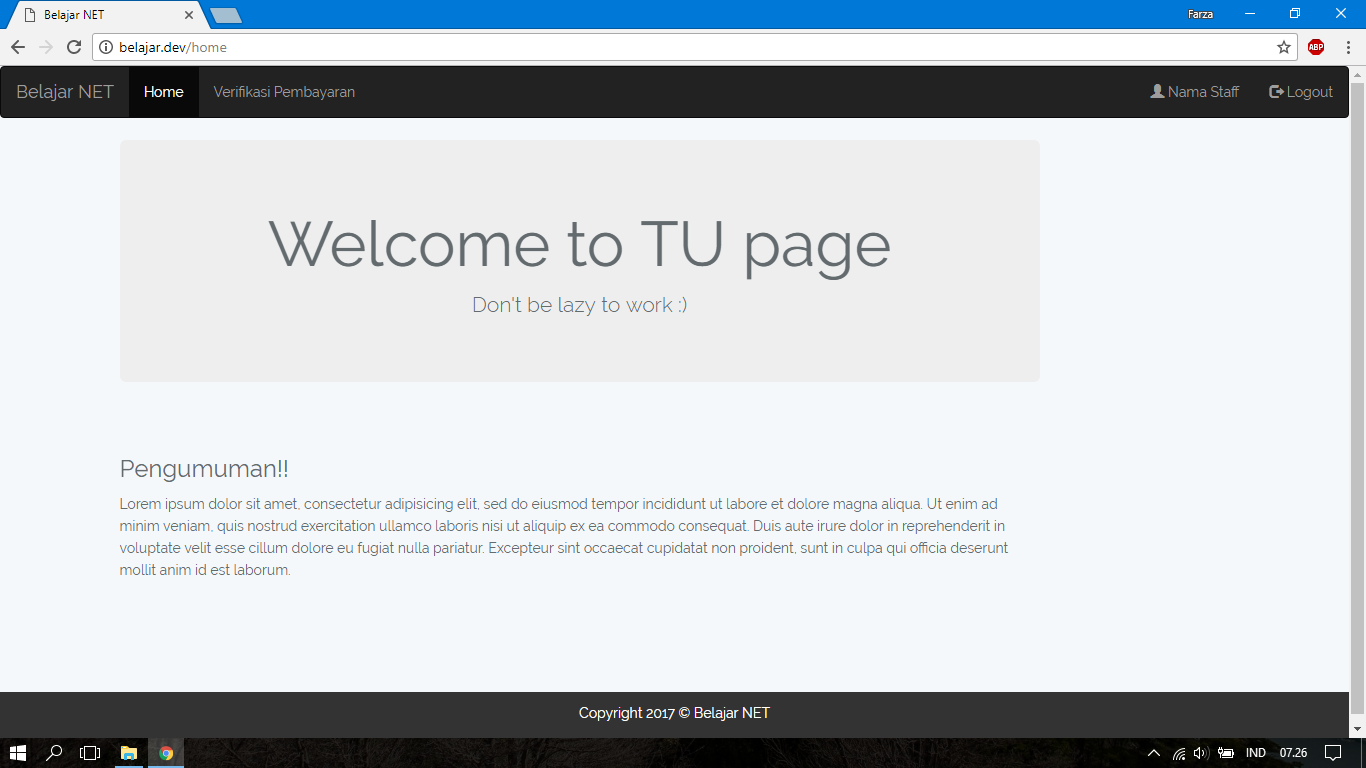 Belajar NET
Farza
belajar.dev/home
ABP
Belajar NET Home Verifikasi Pembayaran Nama Staff Logout
Welcome to TU page
Don't be lazy to work :)
Pengumuman!!
Lorem ipsum dolor sit amet, consectetur adipisicing elit, sed do eiusmod tempor incididunt ut labore et dolore magna aliqua. Ut enim ad
minim veniam, quis nostrud exercitation ullamco laboris nisi ut aliquip ex ea commodo consequat. Duis aute irure dolor in reprehenderit in
voluptate velit esse cillum dolore eu fugiat nulla pariatur. Excepteur sint occaecat cupidatat non proident, sunt in culpa qui officia deserunt
mollit anim id est laborum.
Copyright 2017 © Belajar NET
IND 07.26